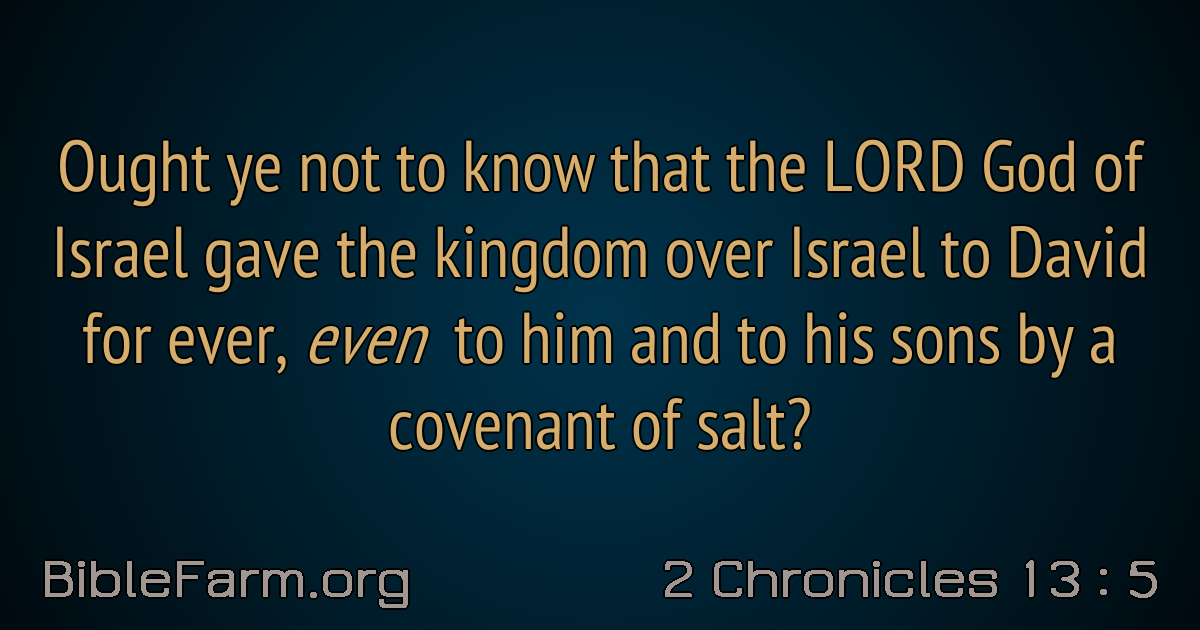 Ought ye not to know that the LORD God of
Israel gave the kingdom over Israel to David
for ever, even to him and to his sons by a
covenant of salt?
BibleFarm.org
2 Chronicles 13 : 5